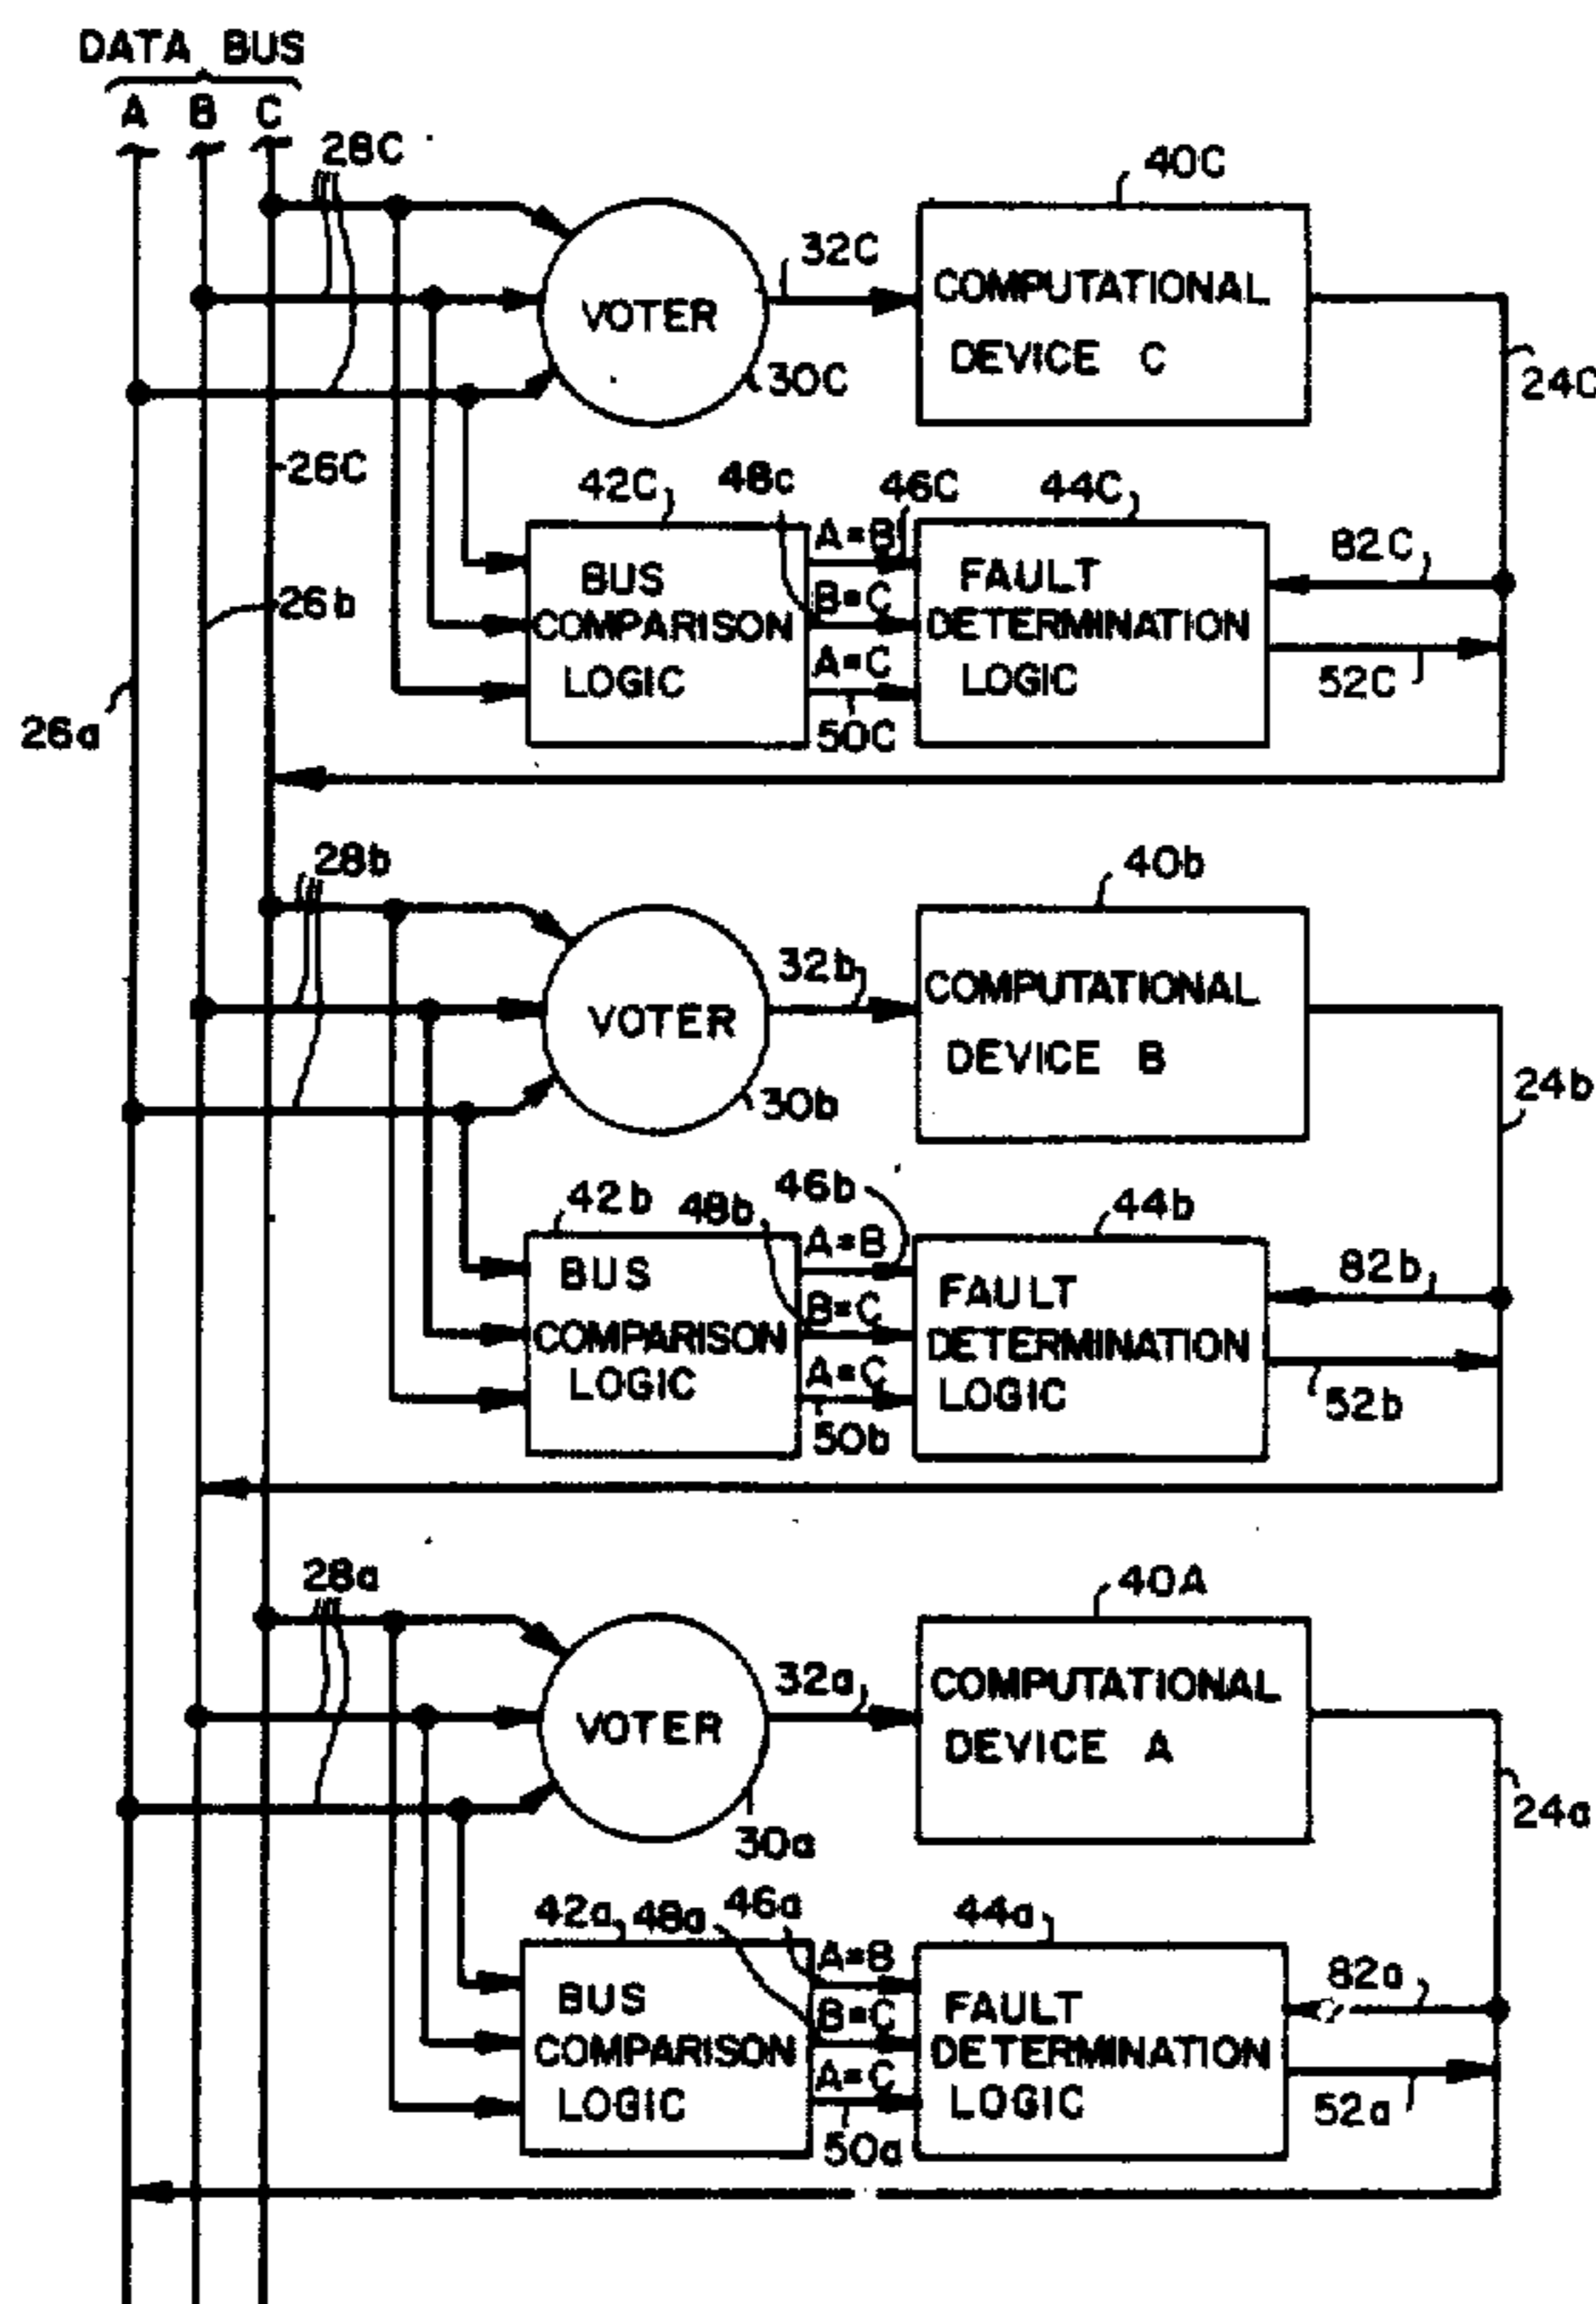 DATA BUS
A B C
28C
40C
32C
VOTER
COMPUTATIONAL
DEVICE C
30C
24C
26C
42C
48c
46C
44C
A=B
B=C
A=C
BUS
COMPARISON
LOGIC
FAULT
DETERMINATION
LOGIC
82C
52C
50C
26b
26a
28b
40b
32b
VOTER
COMPUTATIONAL
DEVICE B
30b
24b
42b
48b
46b
44b
A=B
B=C
A=C
BUS
COMPARISON
LOGIC
FAULT
DETERMINATION
LOGIC
82b
52b
50b
28a
40A
32a
VOTER
COMPUTATIONAL
DEVICE A
30a
24a
42a
48a
46a
44a
A=B
B=C
A=C
BUS
COMPARISON
LOGIC
FAULT
DETERMINATION
LOGIC
82a
52a
50a